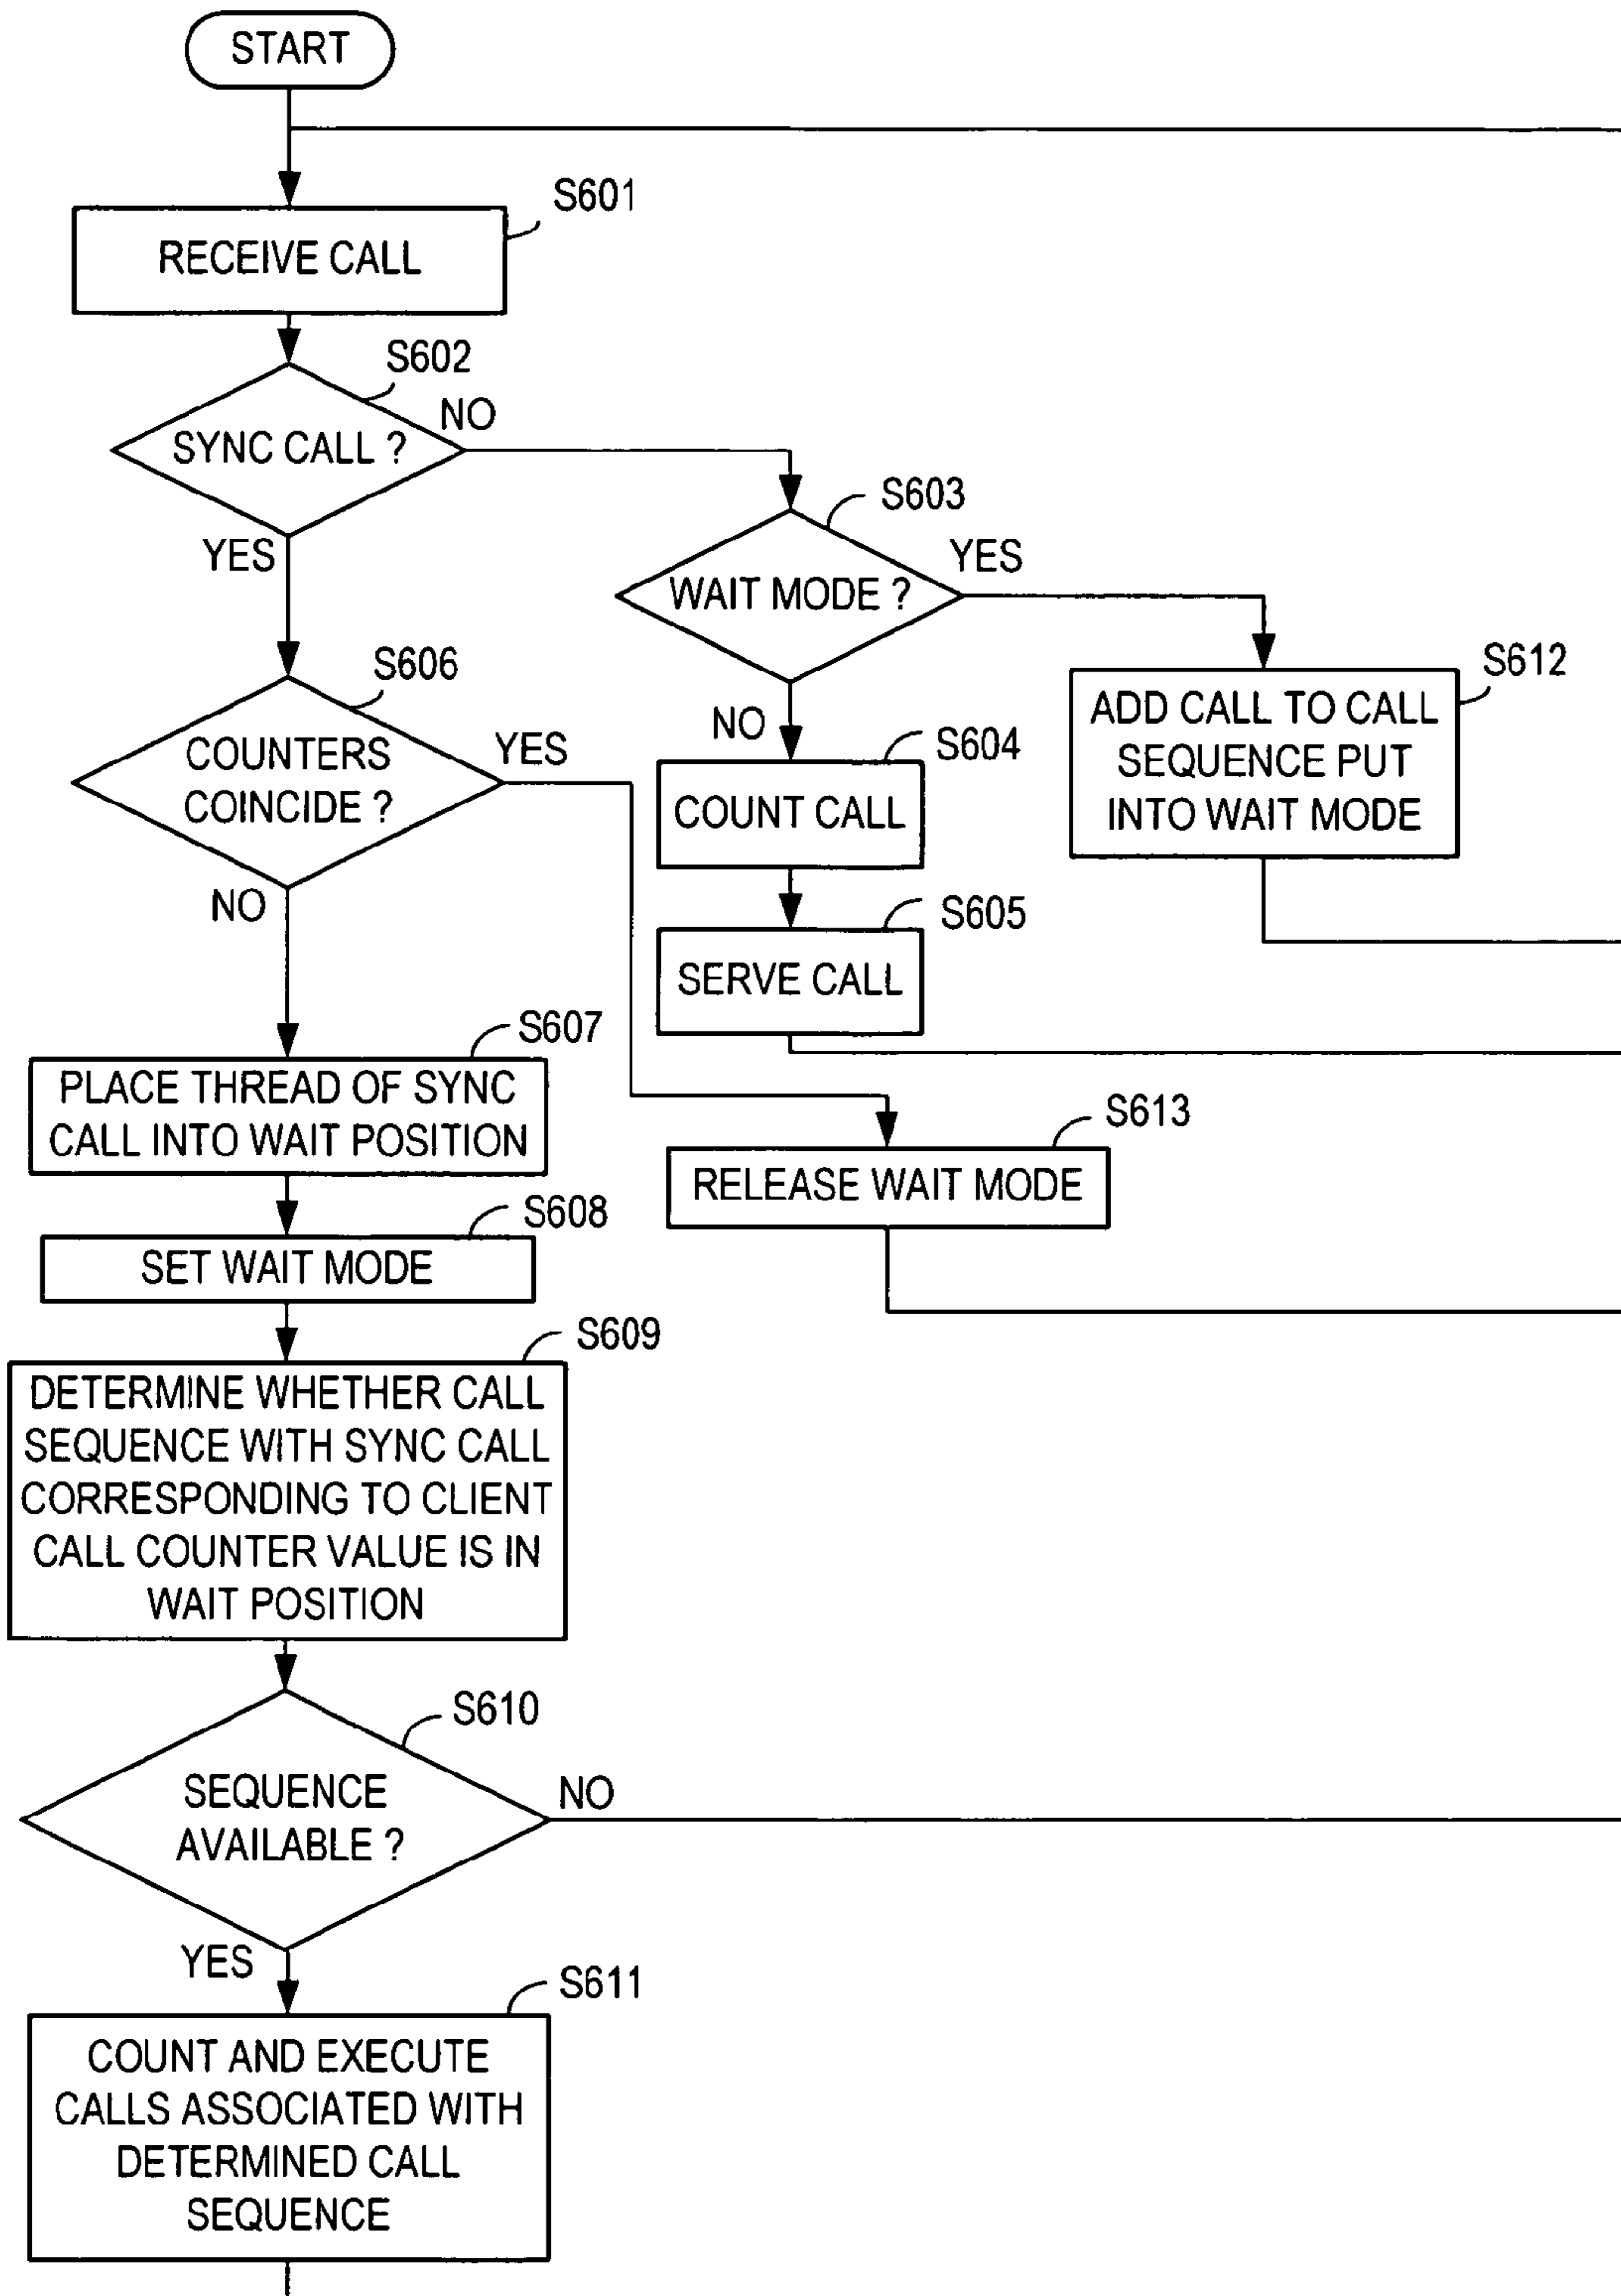 START
S601
RECEIVE CALL
S602
SYNC CALL ?
NO
YES
S603
WAIT MODE ?
YES
NO
S612
ADD CALL TO CALL
SEQUENCE PUT
INTO WAIT MODE
S604
COUNT CALL
S605
SERVE CALL
S606
COUNTERS
COINCIDE ?
YES
NO
S613
RELEASE WAIT MODE
S607
PLACE THREAD OF SYNC
CALL INTO WAIT POSITION
S608
SET WAIT MODE
S609
DETERMINE WHETHER CALL
SEQUENCE WITH SYNC CALL
CORRESPONDING TO CLIENT
CALL COUNTER VALUE IS IN
WAIT POSITION
S610
SEQUENCE
AVAILABLE ?
NO
YES
S611
COUNT AND EXECUTE
CALLS ASSOCIATED WITH
DETERMINED CALL
SEQUENCE